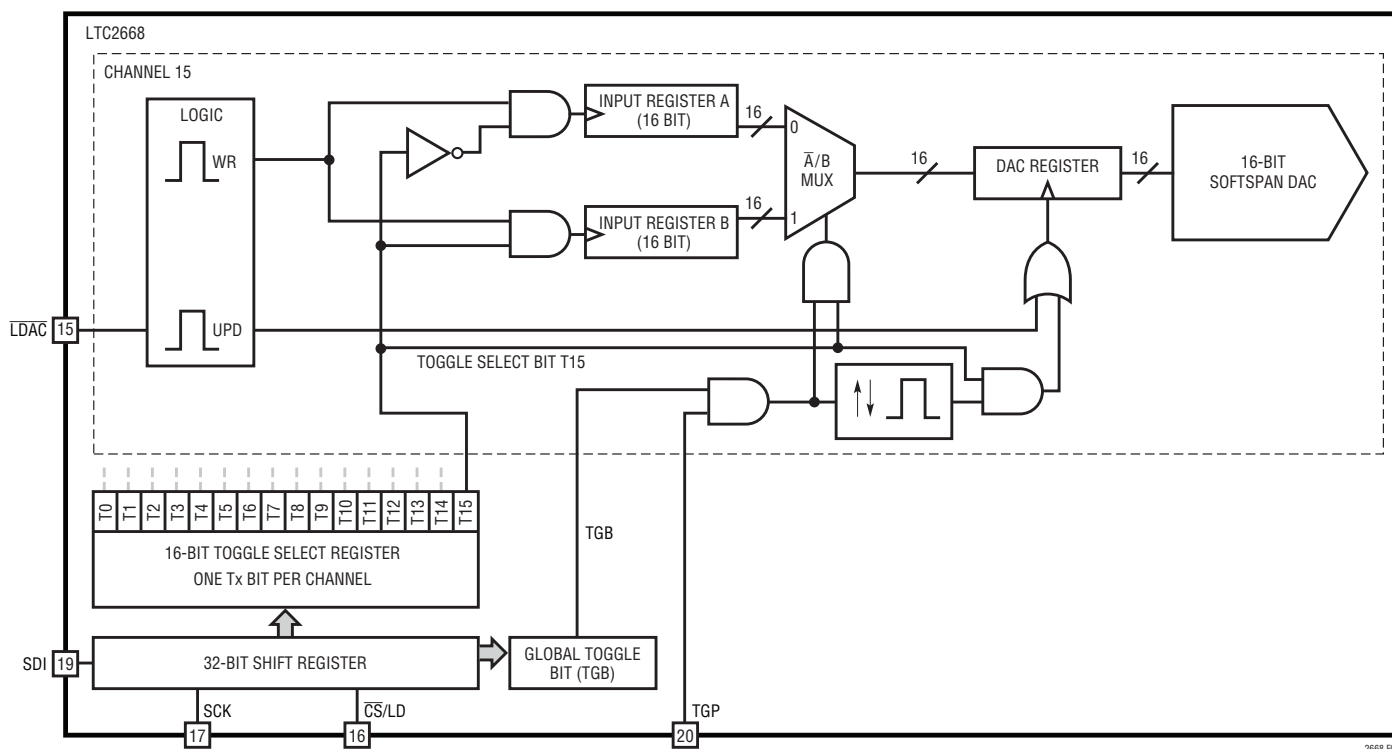 LTC2668
CHANNEL 15
LOGIC
WR
UPD
INPUT REGISTER A
(16 BIT)
16
0
A̅/B
MUX
16
DAC REGISTER
16
16-BIT
SOFTSPAN DAC
INPUT REGISTER B
(16 BIT)
16
1
L̅D̅A̅C̅
15
TOGGLE SELECT BIT T15
T0
T1
T2
T3
T4
T5
T6
T7
T8
T9
T10
T11
T12
T13
T14
T15
16-BIT TOGGLE SELECT REGISTER
ONE Tx BIT PER CHANNEL
TGB
SDI
19
32-BIT SHIFT REGISTER
GLOBAL TOGGLE
BIT (TGB)
SCK
C̅S̅/LD
TGP
17
16
20